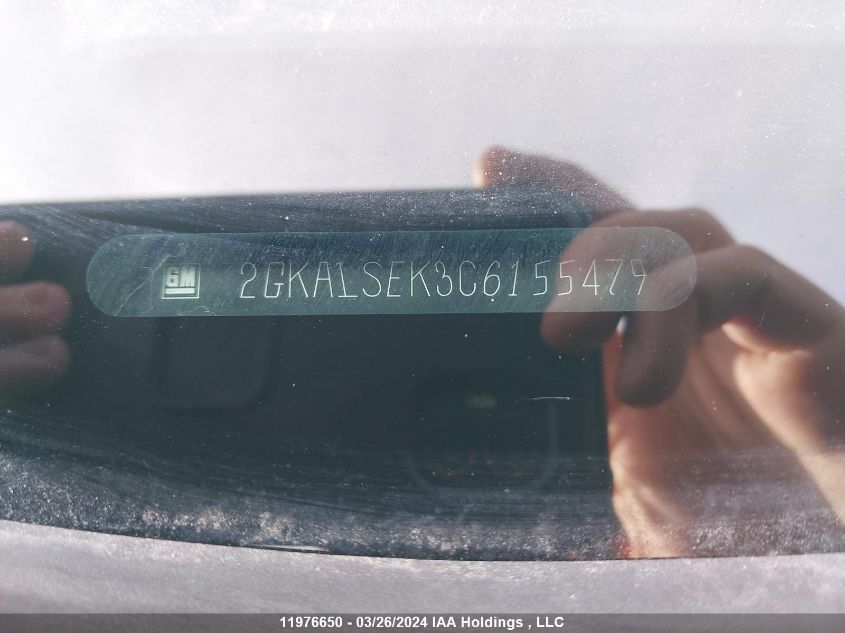 GM 2GKALSEK3C6155479
11976650 - 03/26/2024 IAA Holdings , LLC